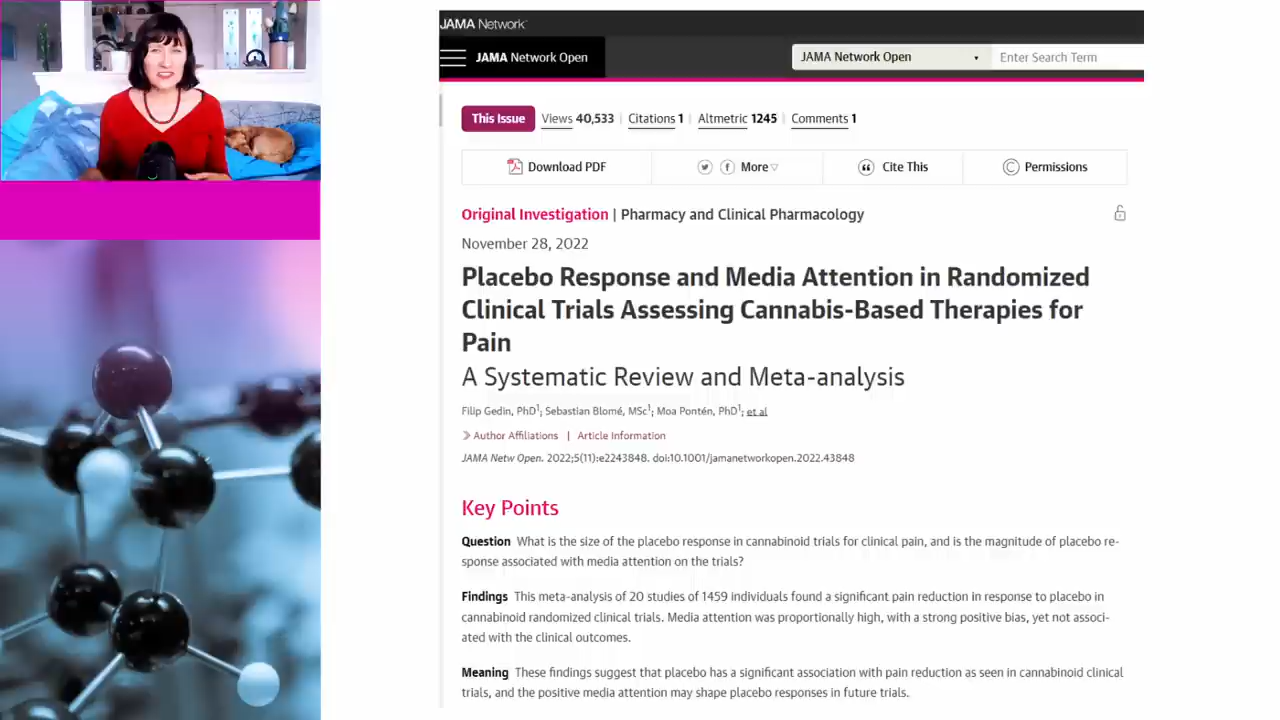 JAMA Network™
JAMA Network Open
JAMA Network Open
Enter Search Term
This Issue
Views 40,533
Citations 1
Altmetric 1245
Comments 1
Download PDF
More
Cite This
Permissions
Original Investigation | Pharmacy and Clinical Pharmacology
November 28, 2022
Placebo Response and Media Attention in Randomized
Clinical Trials Assessing Cannabis-Based Therapies for
Pain
A Systematic Review and Meta-analysis
Filip Gedin, PhD1; Sebastian Blomé, MSc1; Moa Pontén, PhD1; et al
Author Affiliations | Article Information
JAMA Netw Open. 2022;5(11):e2243848. doi:10.1001/jamanetworkopen.2022.43848
Key Points
Question What is the size of the placebo response in cannabinoid trials for clinical pain, and is the magnitude of placebo re-
sponse associated with media attention on the trials?
Findings This meta-analysis of 20 studies of 1459 individuals found a significant pain reduction in response to placebo in
cannabinoid randomized clinical trials. Media attention was proportionally high, with a strong positive bias, yet not associ-
ated with the clinical outcomes.
Meaning These findings suggest that placebo has a significant association with pain reduction as seen in cannabinoid clinical
trials, and the positive media attention may shape placebo responses in future trials.